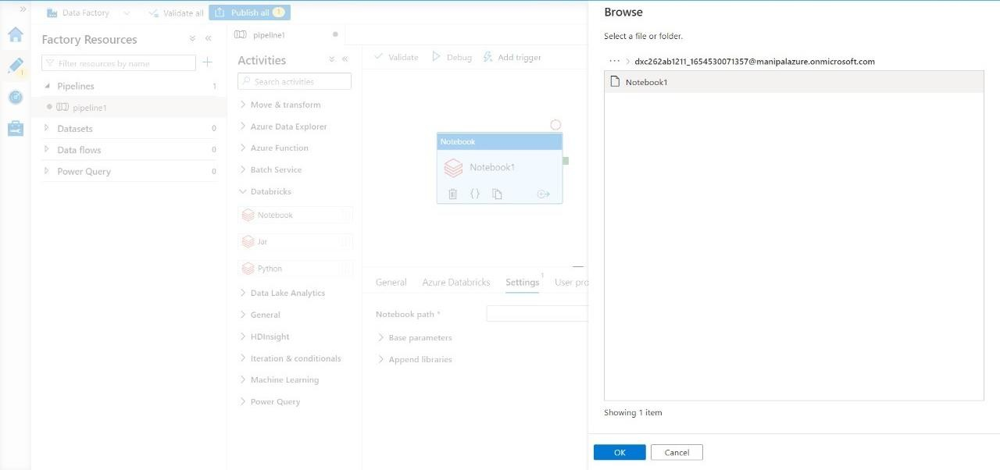 Data Factory
Validate all
Publish all 1
Factory Resources
Filter resources by name
Pipelines 1
pipeline1
Datasets 0
Data flows 0
Power Query 0
1
pipeline1
Activities
Search activities
Move & transform
Azure Data Explorer
Azure Function
Batch Service
Databricks
Notebook
Jar
Python
Data Lake Analytics
General
HDInsight
Iteration & conditionals
Machine Learning
Power Query
Validate
Debug
Add trigger
Notebook
Notebook1
{}
General
Azure Databricks
Settings 1
User pro
Notebook path *
Base parameters
Append libraries
Browse
Select a file or folder.
... > dxc262ab1211_1654530071357@manipalazure.onmicrosoft.com
Notebook1
Showing 1 item
OK
Cancel